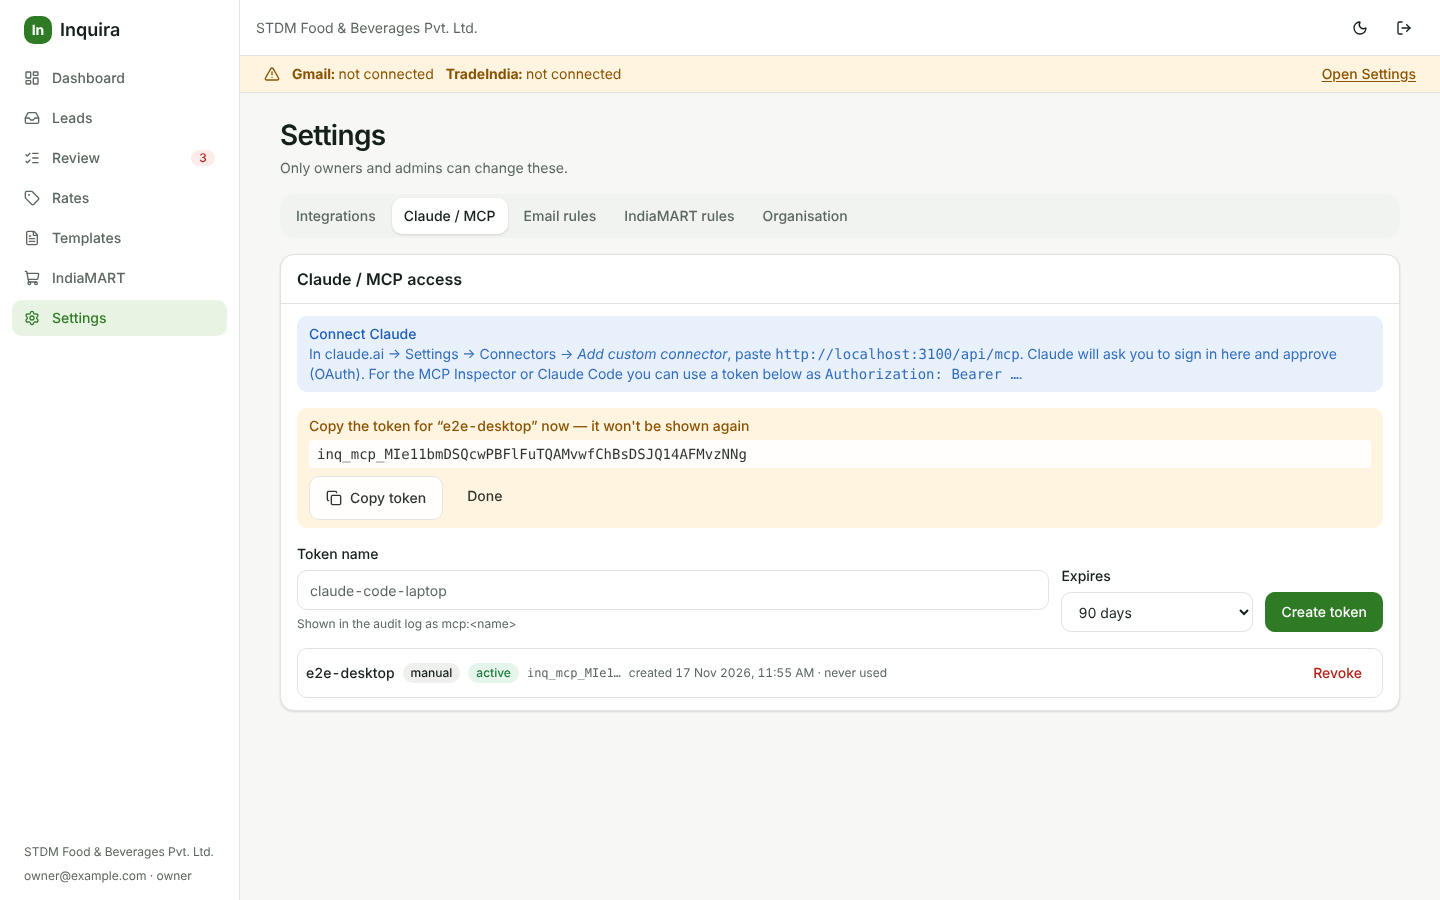 In Inquira
STDM Food & Beverages Pvt. Ltd.
Gmail: not connected TradeIndia: not connected Open Settings
Dashboard
Leads
Review 3
Rates
Templates
IndiaMART
Settings
Settings
Only owners and admins can change these.
Integrations Claude / MCP Email rules IndiaMART rules Organisation
Claude / MCP access
Connect Claude
In claude.ai → Settings → Connectors → Add custom connector, paste http://localhost:3100/api/mcp. Claude will ask you to sign in here and approve
(OAuth). For the MCP Inspector or Claude Code you can use a token below as Authorization: Bearer ….
Copy the token for “e2e-desktop” now — it won't be shown again
inq_mcp_MIe11bmDSQcwPBFlFuTQAMvwfChBsDSJQ14AFMvzNNg
Copy token Done
Token name
claude-code-laptop
Shown in the audit log as mcp:<name>
Expires
90 days
Create token
e2e-desktop manual active inq_mcp_MIe1… created 17 Nov 2026, 11:55 AM · never used Revoke
STDM Food & Beverages Pvt. Ltd.
owner@example.com · owner